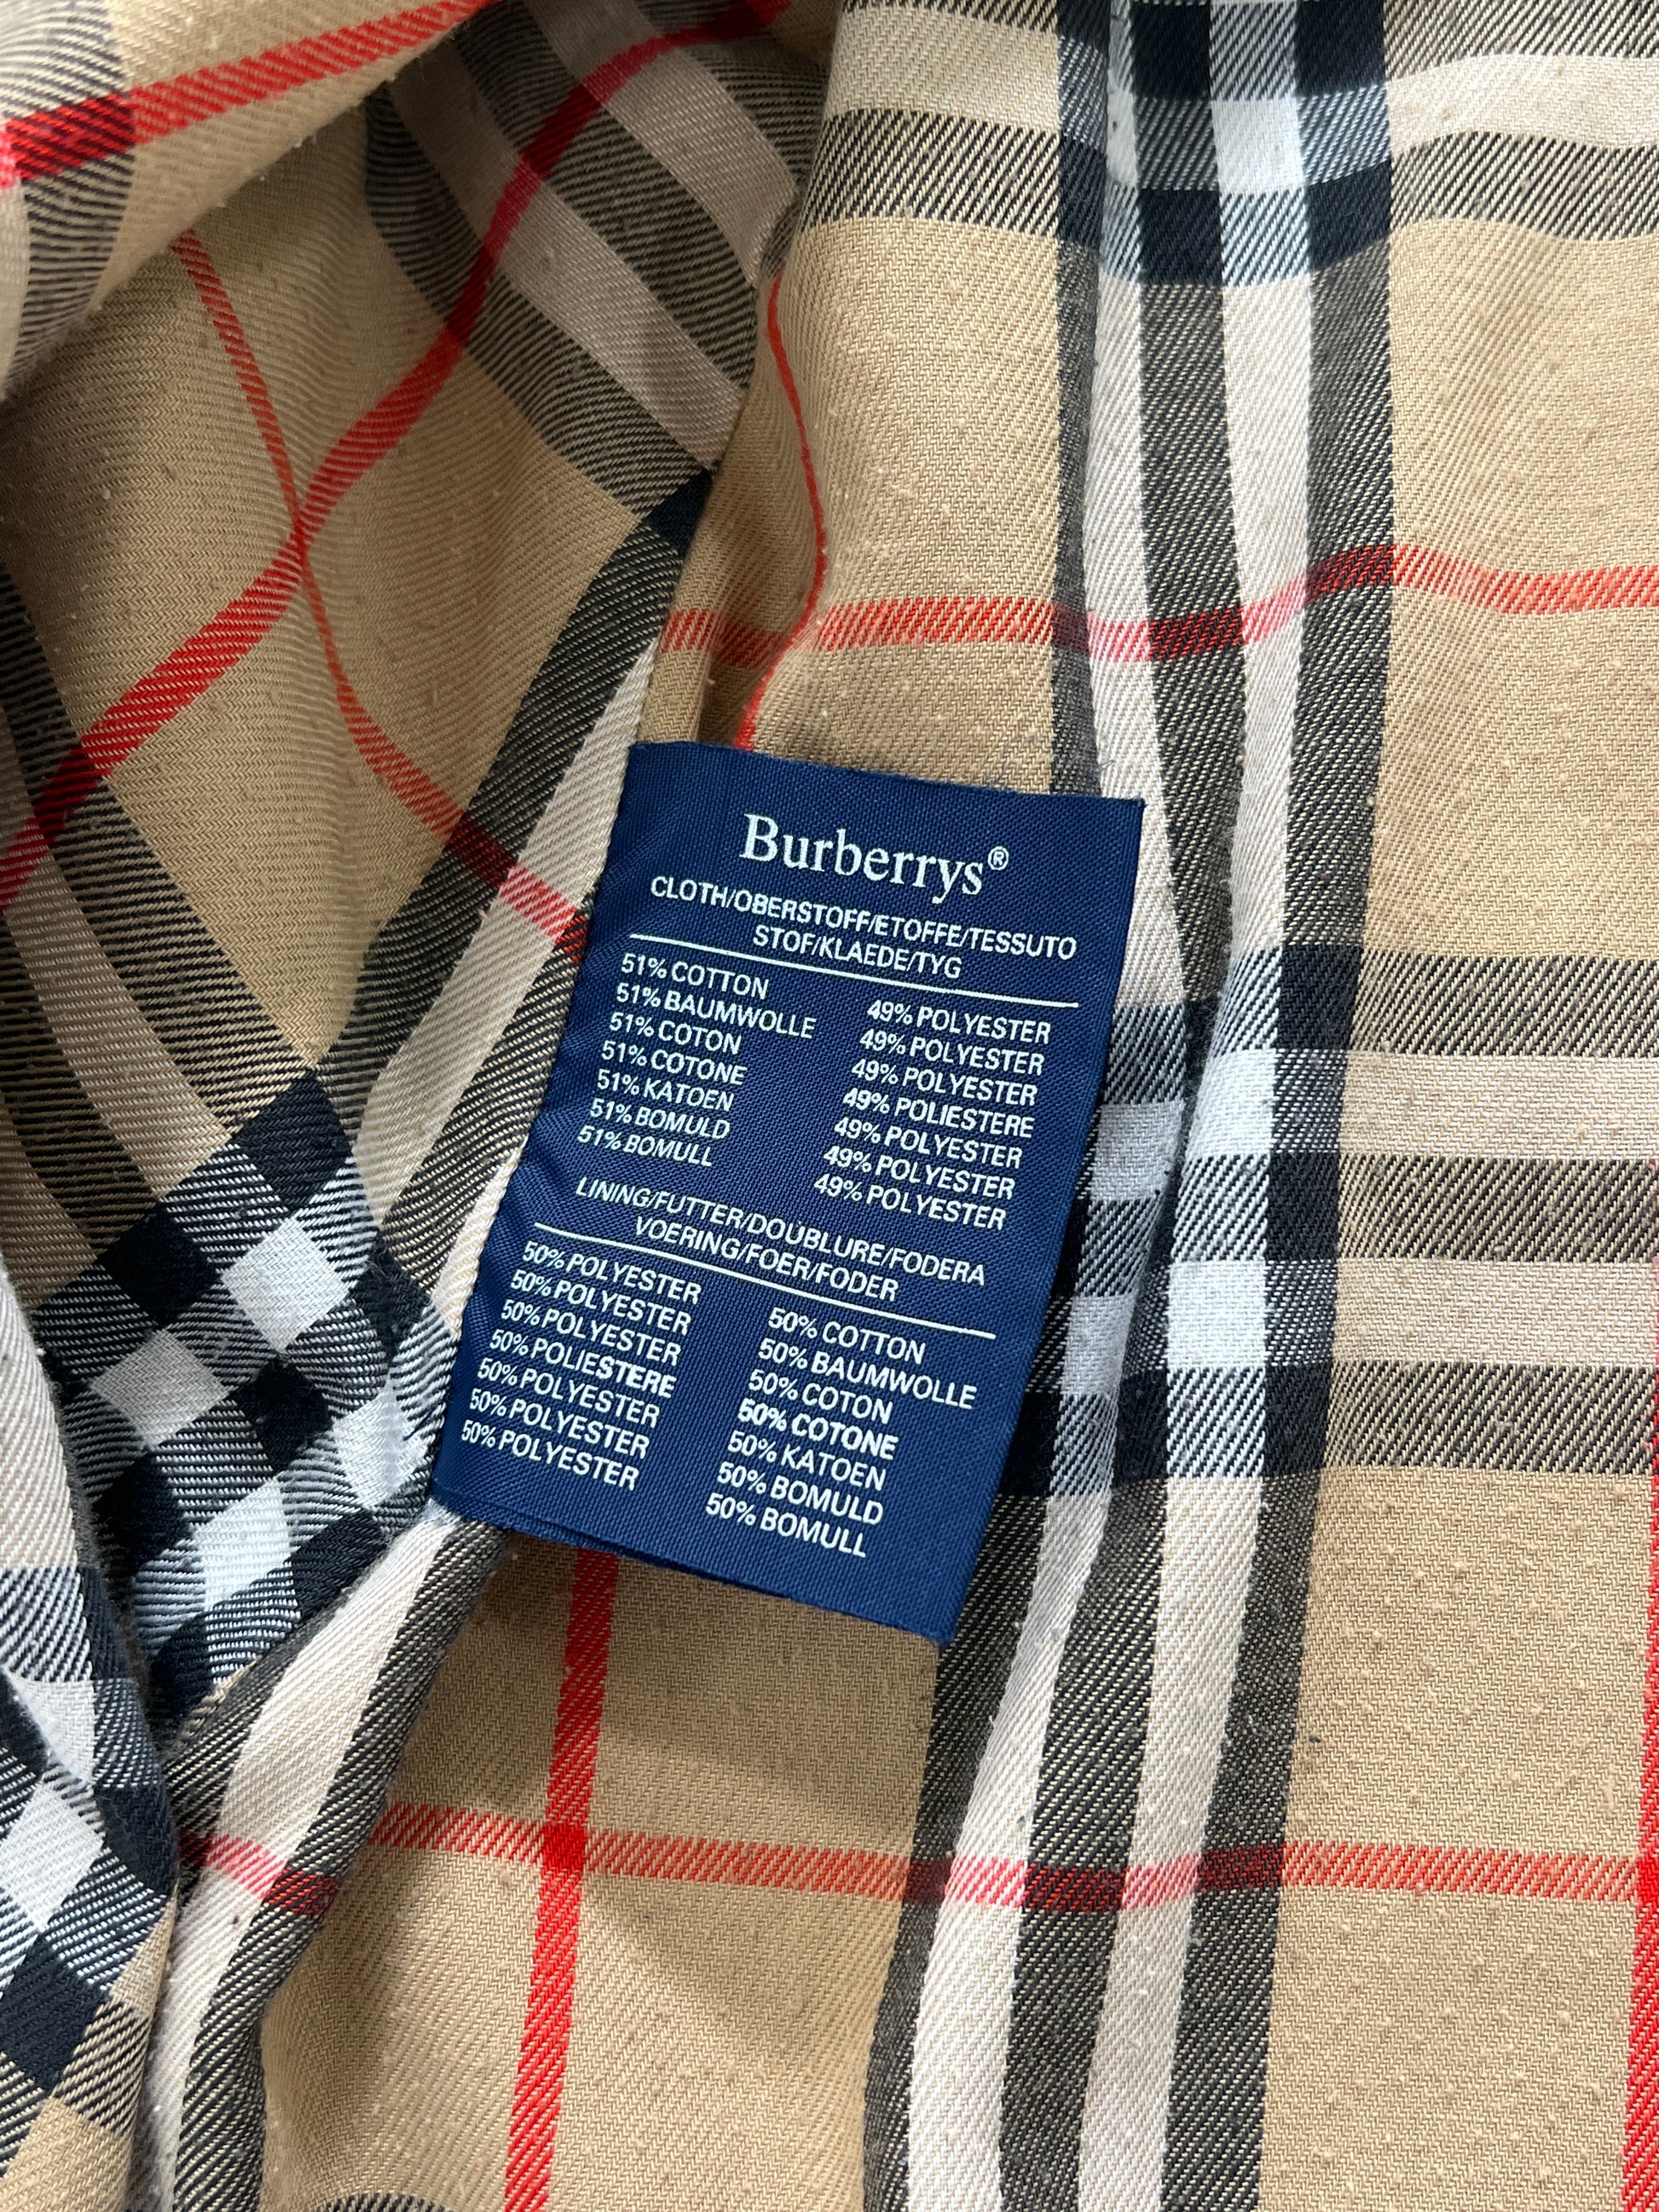 Burberrys®
CLOTH/OBERSTOFF/ETOFFE/TESSUTO
STOF/KLAEDE/TYG
51% COTTON 49% POLYESTER
51% BAUMWOLLE 49% POLYESTER
51% COTON 49% POLYESTER
51% COTONE 49% POLIESTERE
51% KATOEN 49% POLYESTER
51% BOMULD 49% POLYESTER
51% BOMULL 49% POLYESTER
LINING/FUTTER/DOUBLURE/FODERA
VOERING/FOER/FODER
50% POLYESTER 50% COTTON
50% POLYESTER 50% BAUMWOLLE
50% POLYESTER 50% COTON
50% POLIESTERE 50% COTONE
50% POLYESTER 50% KATOEN
50% POLYESTER 50% BOMULD
50% POLYESTER 50% BOMULL